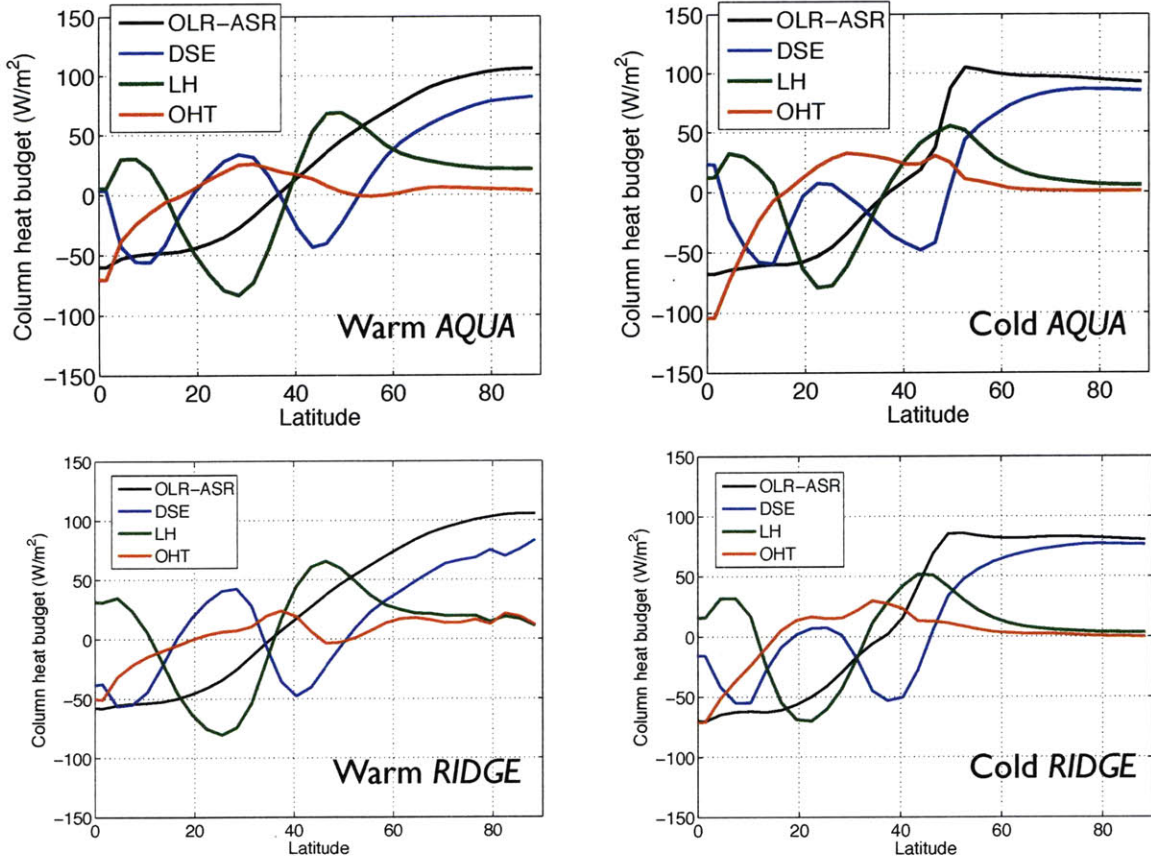 OLR−ASR
DSE
LH
OHT
Column heat budget (W/m²)
150
100
50
0
−50
−100
−150
0
20
40
60
80
Latitude
Warm AQUA
OLR−ASR
DSE
LH
OHT
Column heat budget (W/m²)
150
100
50
0
−50
−100
−150
0
20
40
60
80
Latitude
Cold AQUA
OLR−ASR
DSE
LH
OHT
Column heat budget (W/m²)
150
100
50
0
−50
−100
−150
0
20
40
60
80
Latitude
Warm RIDGE
OLR−ASR
DSE
LH
OHT
Column heat budget (W/m²)
150
100
50
0
−50
−100
−150
0
20
40
60
80
Latitude
Cold RIDGE